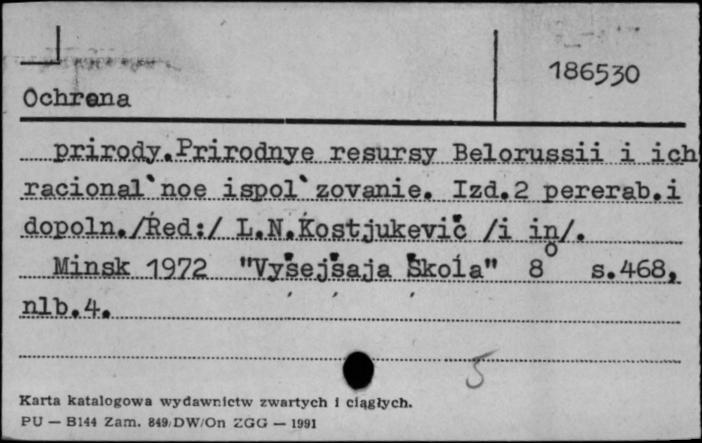 186530
Ochrona
prirody.Prirodnye resursy Belorussii i ich
racional`noe ispol`zovanie. Izd.2 pererab.i
dopoln./Red:/ L.N.Kostjukevič /i in/.
Minsk 1972 "Vyšejšaja Škola" 8° s.468,
nlb.4.
5
Karta katalogowa wydawnictw zwartych i ciągłych.
PU — B144 Zam. 849/DW/On ZGG — 1991